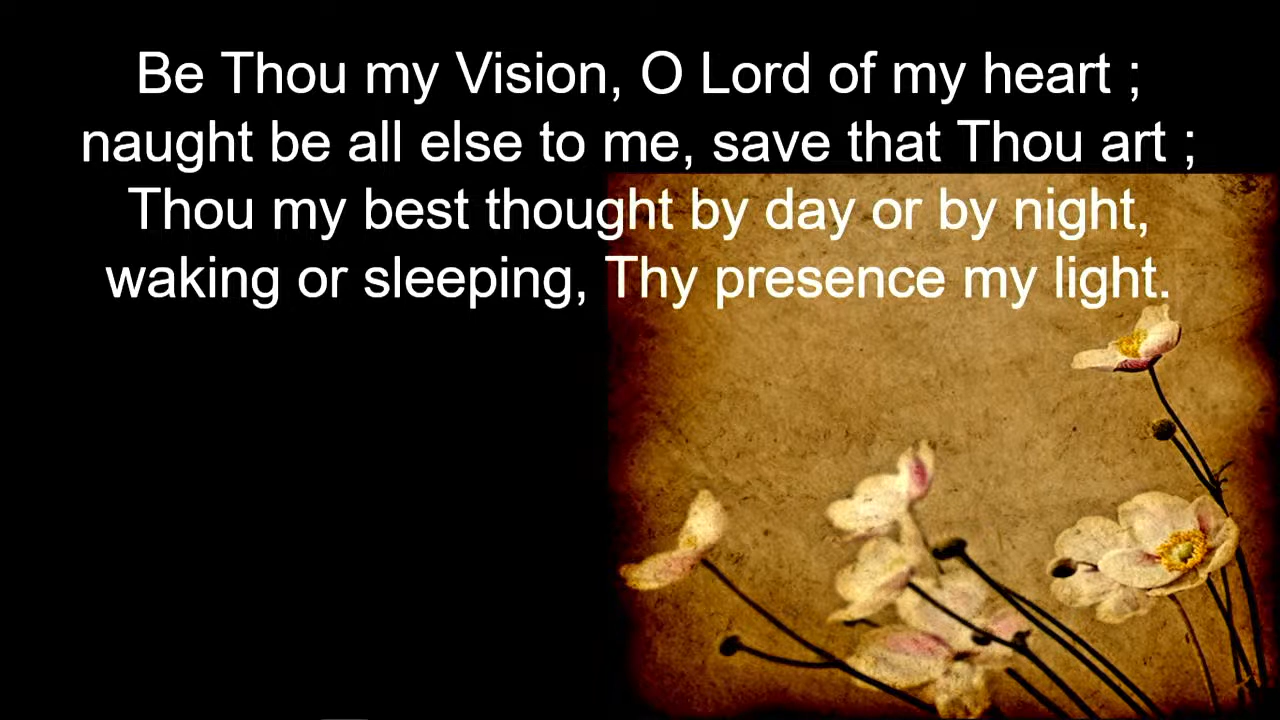 Be Thou my Vision, O Lord of my heart ;
naught be all else to me, save that Thou art ;
Thou my best thought by day or by night,
waking or sleeping, Thy presence my light.